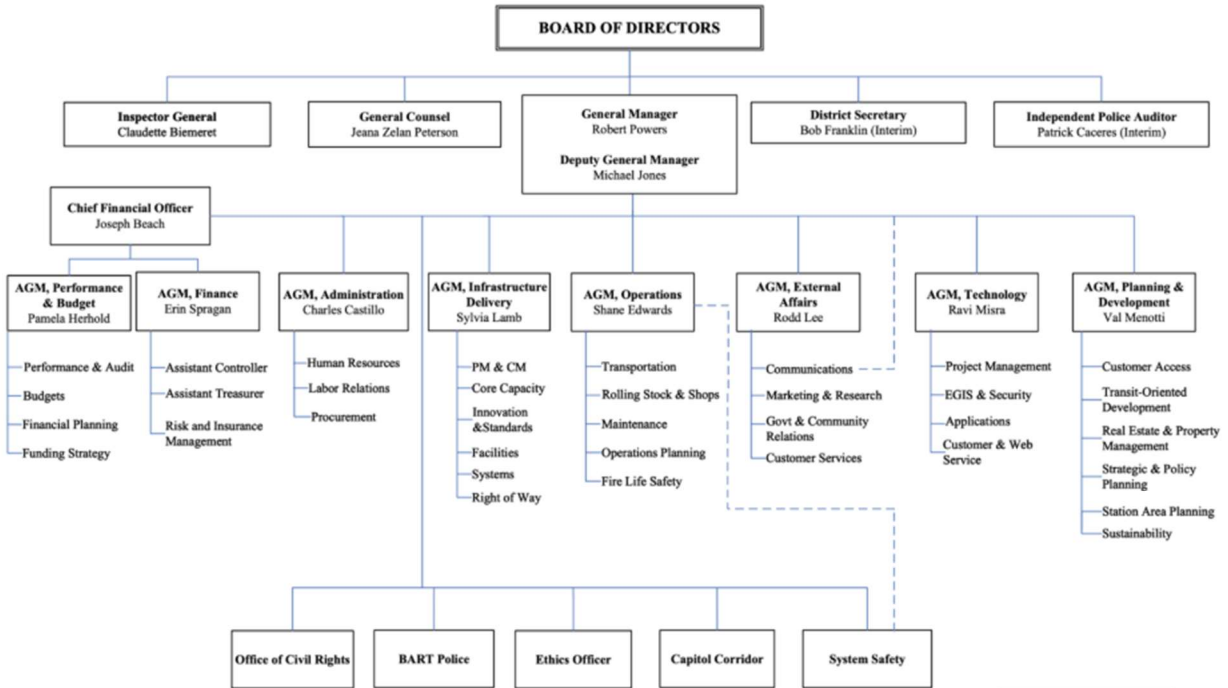 BOARD OF DIRECTORS
Inspector General
Claudette Biemeret
General Counsel
Jeana Zelan Peterson
General Manager
Robert Powers
Deputy General Manager
Michael Jones
District Secretary
Bob Franklin (Interim)
Independent Police Auditor
Patrick Caceres (Interim)
Chief Financial Officer
Joseph Beach
AGM, Performance
& Budget
Pamela Herhold
AGM, Finance
Erin Spragan
AGM, Administration
Charles Castillo
AGM, Infrastructure
Delivery
Sylvia Lamb
AGM, Operations
Shane Edwards
AGM, External
Affairs
Rodd Lee
AGM, Technology
Ravi Misra
AGM, Planning &
Development
Val Menotti
Performance & Audit
Budgets
Financial Planning
Funding Strategy
Assistant Controller
Assistant Treasurer
Risk and Insurance
Management
Human Resources
Labor Relations
Procurement
PM & CM
Core Capacity
Innovation
&Standards
Facilities
Systems
Right of Way
Transportation
Rolling Stock & Shops
Maintenance
Operations Planning
Fire Life Safety
Communications
Marketing & Research
Govt & Community
Relations
Customer Services
Project Management
EGIS & Security
Applications
Customer & Web
Service
Customer Access
Transit-Oriented
Development
Real Estate & Property
Management
Strategic & Policy
Planning
Station Area Planning
Sustainability
Office of Civil Rights
BART Police
Ethics Officer
Capitol Corridor
System Safety